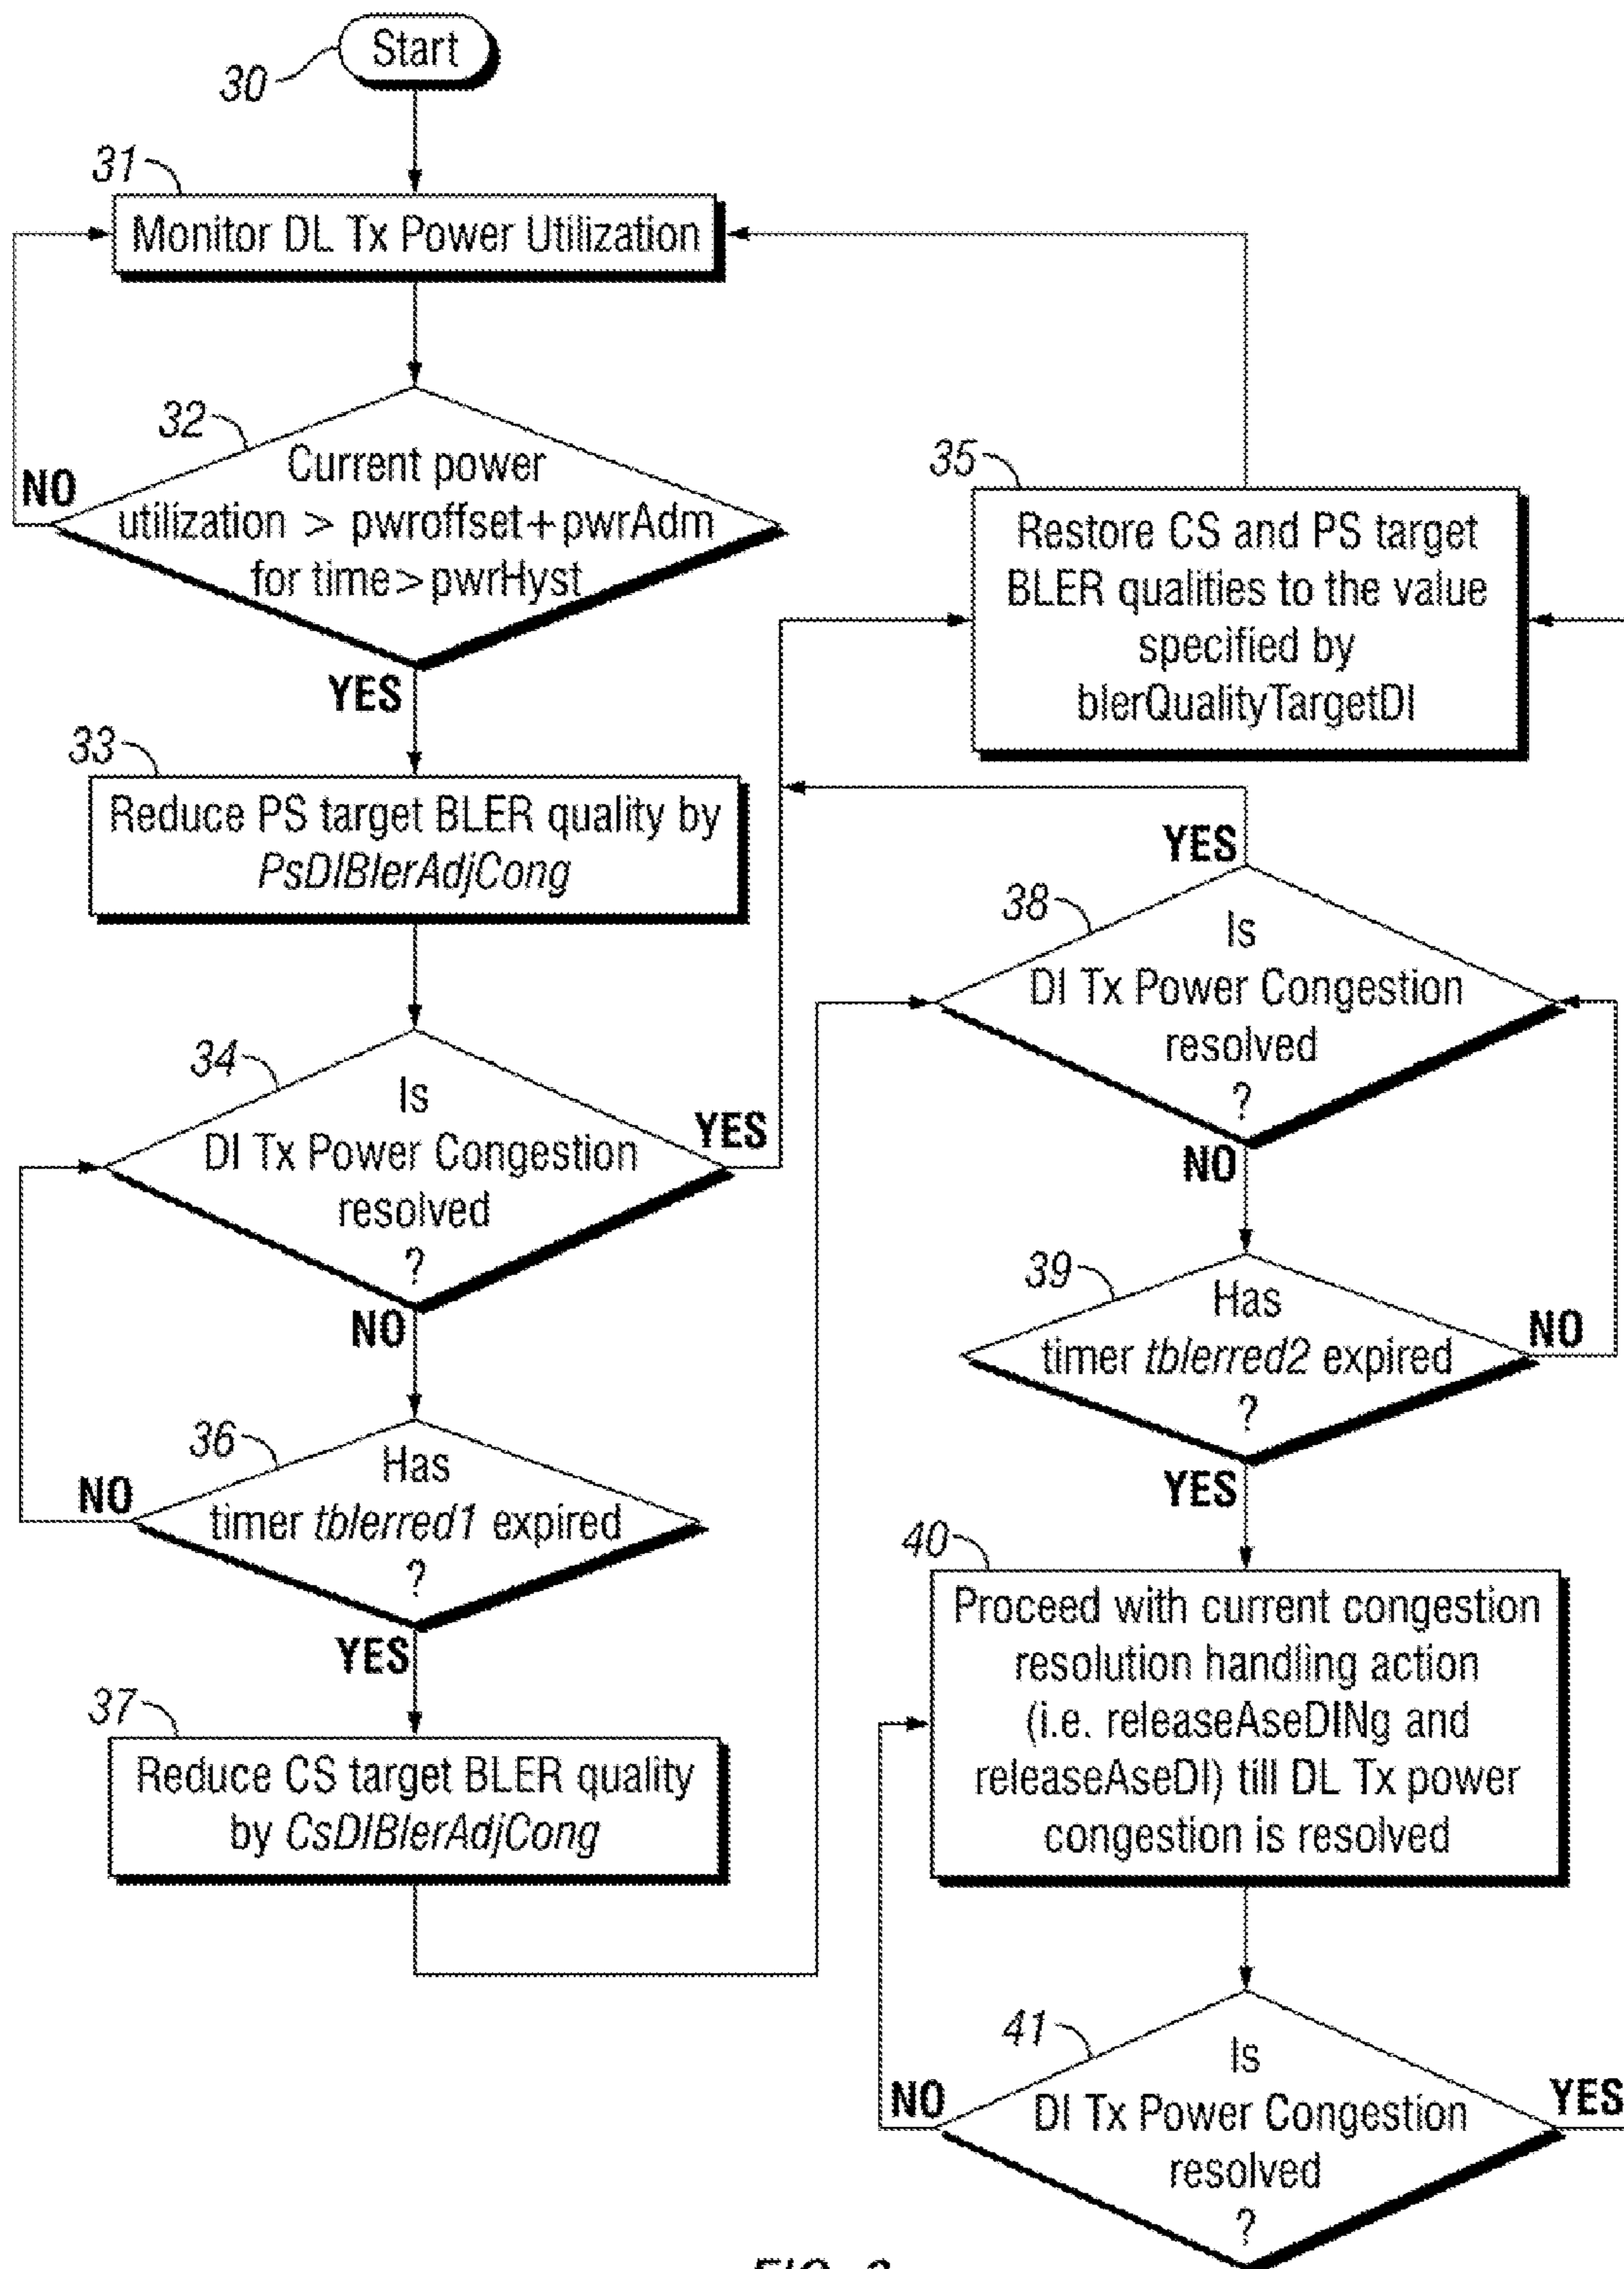 Start
30
31
Monitor DL Tx Power Utilization
32
Current power
utilization > pwroffset+pwrAdm
for time>pwrHyst
NO
YES
33
Reduce PS target BLER quality by
PsDlBlerAdjCong
34
Is
Dl Tx Power Congestion
resolved
?
YES
NO
36
Has
timer tblerred1 expired
?
NO
YES
37
Reduce CS target BLER quality
by CsDlBlerAdjCong
35
Restore CS and PS target
BLER qualities to the value
specified by
blerQualityTargetDl
YES
38
Is
Dl Tx Power Congestion
resolved
?
NO
39
Has
timer tblerred2 expired
?
NO
YES
40
Proceed with current congestion
resolution handling action
(i.e. releaseAseDlNg and
releaseAseDl) till DL Tx power
congestion is resolved
41
Is
Dl Tx Power Congestion
resolved
?
NO
YES